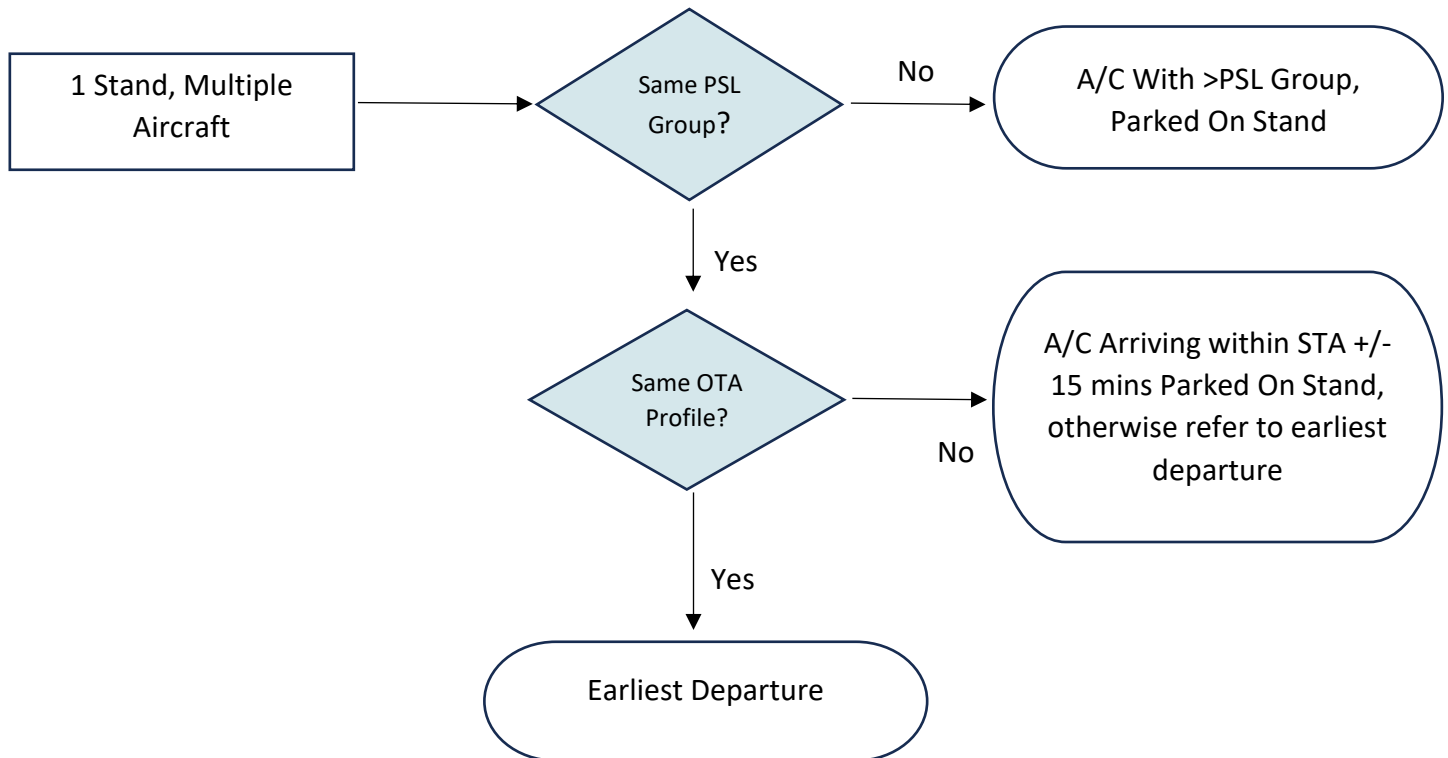 1 Stand, Multiple
Aircraft
Same PSL
Group?
No
A/C With >PSL Group,
Parked On Stand
Yes
Same OTA
Profile?
No
A/C Arriving within STA +/-
15 mins Parked On Stand,
otherwise refer to earliest
departure
Yes
Earliest Departure